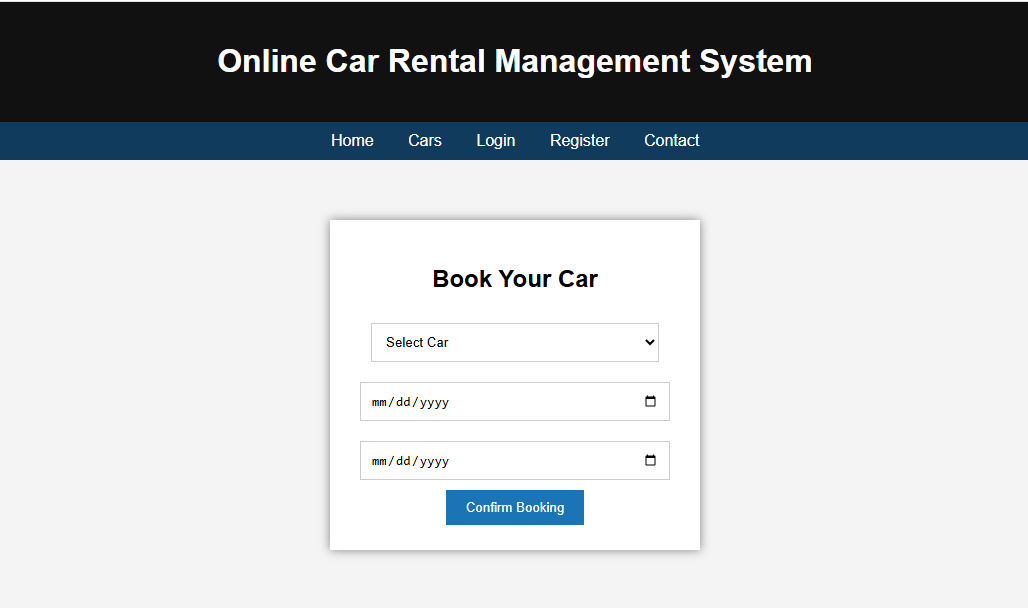 Online Car Rental Management System
Home Cars Login Register Contact
Book Your Car
Select Car
mm/dd/yyyy
mm/dd/yyyy
Confirm Booking